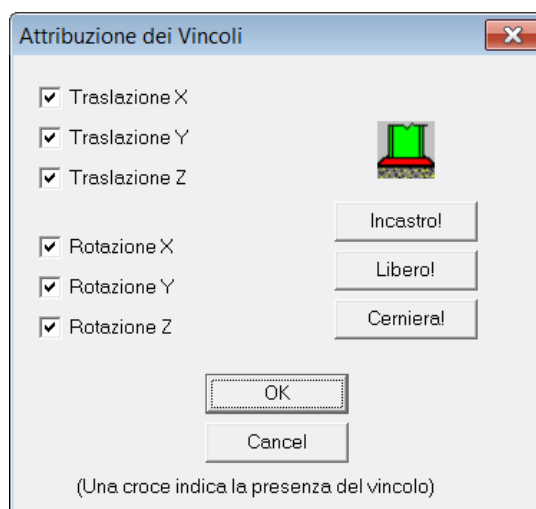 Attribuzione dei Vincoli
Traslazione X
Traslazione Y
Traslazione Z
Incastro!
Rotazione X
Libero!
Rotazione Y
Rotazione Z
Cerniera!
OK
Cancel
(Una croce indica la presenza del vincolo)